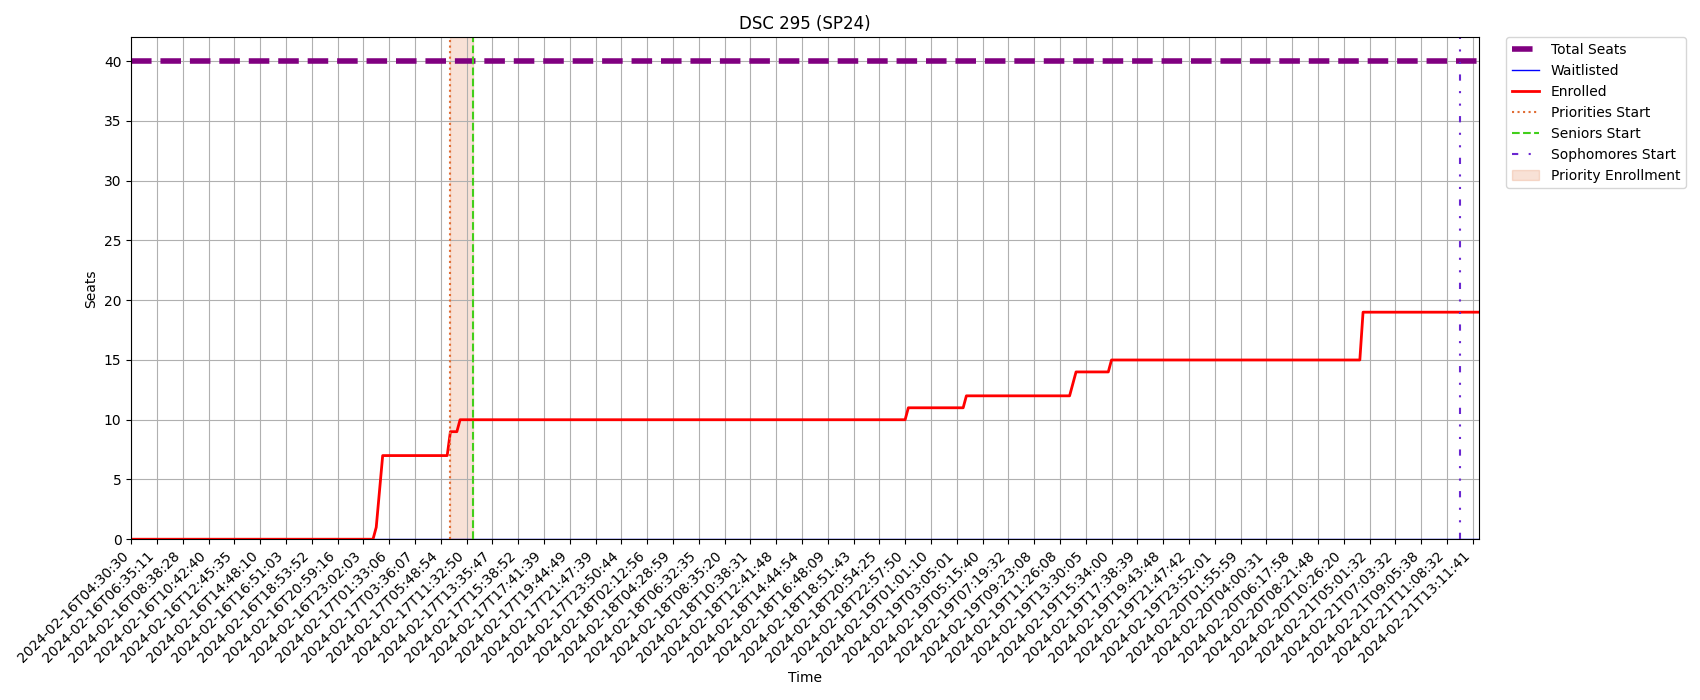 DSC 295 (SP24)
Total Seats
Waitlisted
Enrolled
Priorities Start
Seniors Start
Sophomores Start
Priority Enrollment
Seats
40
35
30
25
20
15
10
5
0
2024-02-16T04:30:30
2024-02-16T06:35:11
2024-02-16T08:38:28
2024-02-16T10:42:40
2024-02-16T12:45:35
2024-02-16T14:48:10
2024-02-16T16:51:03
2024-02-16T18:53:52
2024-02-16T20:59:16
2024-02-16T23:02:03
2024-02-17T01:33:06
2024-02-17T03:36:07
2024-02-17T05:48:54
2024-02-17T11:32:50
2024-02-17T13:35:47
2024-02-17T15:38:52
2024-02-17T17:41:39
2024-02-17T19:44:49
2024-02-17T21:47:39
2024-02-17T23:50:44
2024-02-18T02:12:56
2024-02-18T04:28:59
2024-02-18T06:32:35
2024-02-18T08:35:20
2024-02-18T10:38:31
2024-02-18T12:41:48
2024-02-18T14:44:54
2024-02-18T16:48:09
2024-02-18T18:51:43
2024-02-18T20:54:25
2024-02-18T22:57:50
2024-02-19T01:01:10
2024-02-19T03:05:01
2024-02-19T05:15:40
2024-02-19T07:19:32
2024-02-19T09:23:08
2024-02-19T11:26:08
2024-02-19T13:30:05
2024-02-19T15:34:00
2024-02-19T17:38:39
2024-02-19T19:43:48
2024-02-19T21:47:42
2024-02-19T23:52:01
2024-02-20T01:55:59
2024-02-20T04:00:31
2024-02-20T06:17:58
2024-02-20T08:21:48
2024-02-20T10:26:20
2024-02-21T05:01:32
2024-02-21T07:03:32
2024-02-21T09:05:38
2024-02-21T11:08:32
2024-02-21T13:11:41
Time